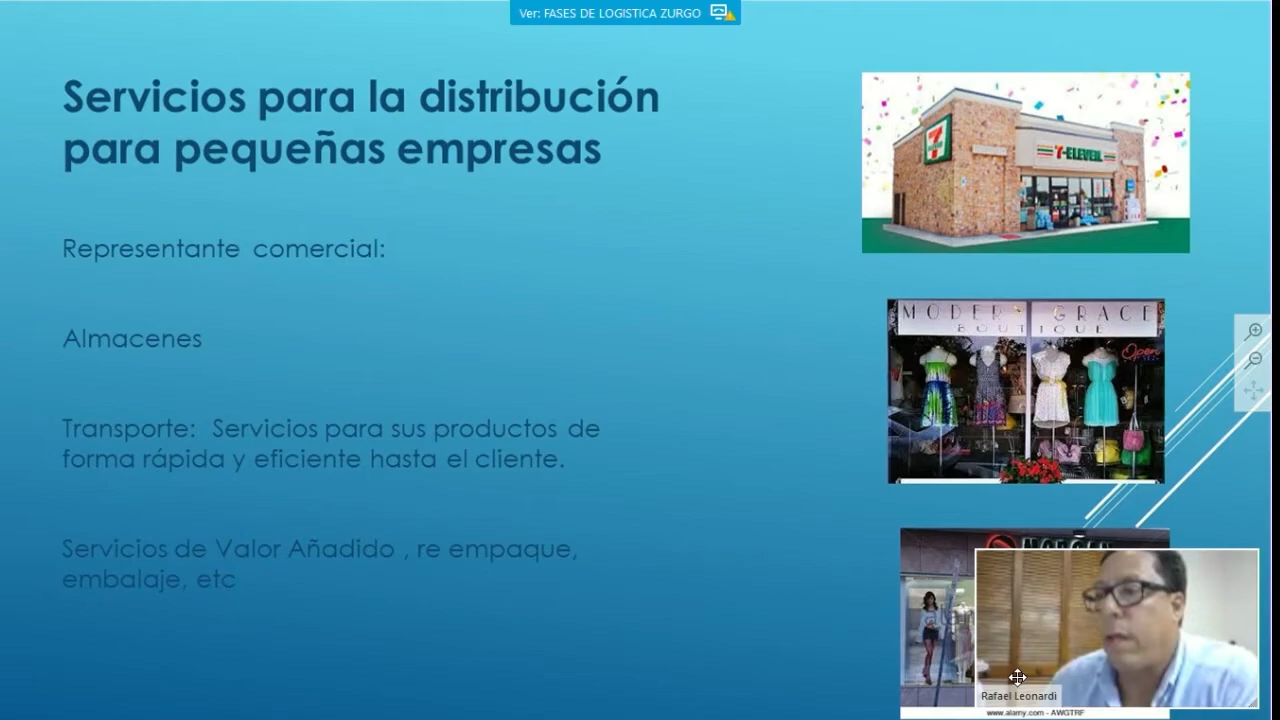 Ver: FASES DE LOGISTICA ZURGO
Servicios para la distribución
para pequeñas empresas
Representante comercial:
Almacenes
Transporte: Servicios para sus productos de
forma rápida y eficiente hasta el cliente.
Servicios de Valor Añadido , re empaque,
embalaje, etc
7-ELEVEN
GRACE
BOUTIQUE
Open
Rafael Leonardi
www.alamy.com - AWGTRF